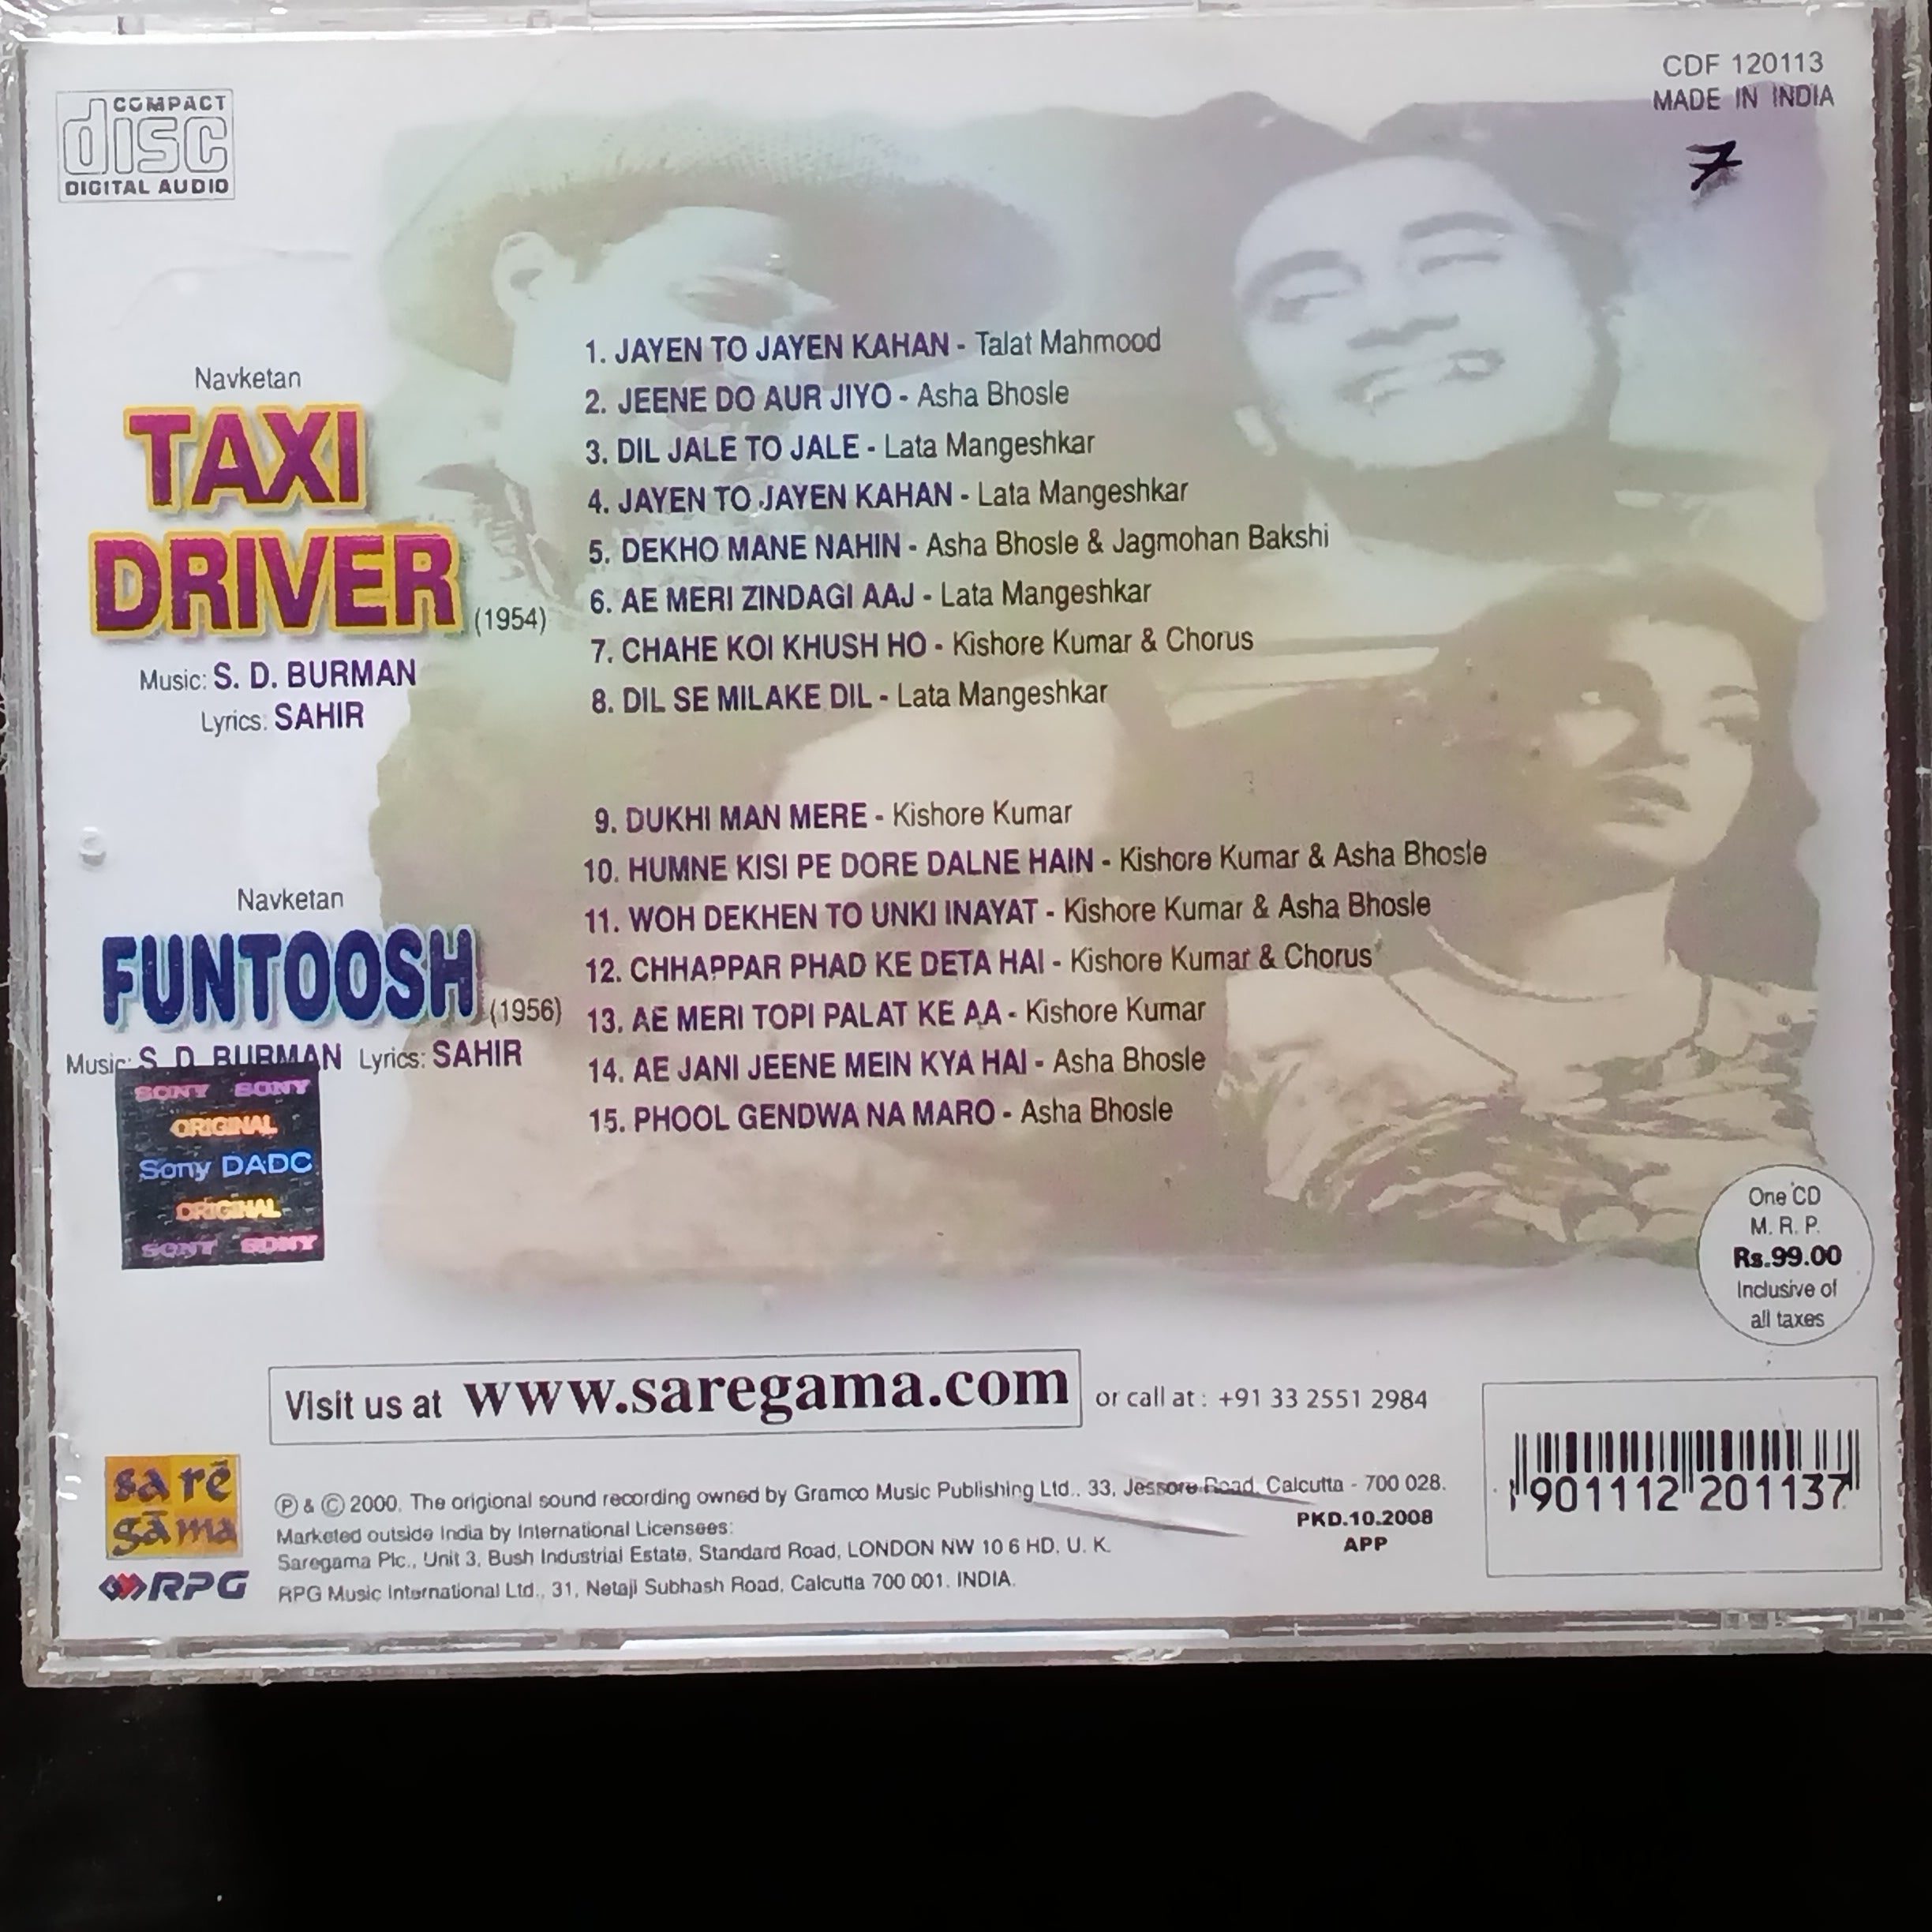 COMPACT
disc
DIGITAL AUDIO
CDF 120113
MADE IN INDIA
7
Navketan
TAXI
DRIVER (1954)
Music: S. D. BURMAN
Lyrics: SAHIR
1. JAYEN TO JAYEN KAHAN - Talat Mahmood
2. JEENE DO AUR JIYO - Asha Bhosle
3. DIL JALE TO JALE - Lata Mangeshkar
4. JAYEN TO JAYEN KAHAN - Lata Mangeshkar
5. DEKHO MANE NAHIN - Asha Bhosle & Jagmohan Bakshi
6. AE MERI ZINDAGI AAJ - Lata Mangeshkar
7. CHAHE KOI KHUSH HO - Kishore Kumar & Chorus
8. DIL SE MILAKE DIL - Lata Mangeshkar
Navketan
FUNTOOSH (1956)
Music: S. D. BURMAN Lyrics: SAHIR
9. DUKHI MAN MERE - Kishore Kumar
10. HUMNE KISI PE DORE DALNE HAIN - Kishore Kumar & Asha Bhosle
11. WOH DEKHEN TO UNKI INAYAT - Kishore Kumar & Asha Bhosle
12. CHHAPPAR PHAD KE DETA HAI - Kishore Kumar & Chorus
13. AE MERI TOPI PALAT KE AA - Kishore Kumar
14. AE JANI JEENE MEIN KYA HAI - Asha Bhosle
15. PHOOL GENDWA NA MARO - Asha Bhosle
SONY SONY
ORIGINAL
Sony DADC
ORIGINAL
SONY SONY
One CD
M. R. P.
Rs.99.00
Inclusive of
all taxes
Visit us at www.saregama.com or call at : +91 33 2551 2984
sa rē
gāma
RPG
℗ & © 2000. The origional sound recording owned by Gramco Music Publishing Ltd., 33, Jessore Road, Calcutta - 700 028.
Marketed outside India by International Licensees:
Saregama Plc., Unit 3, Bush Industrial Estate, Standard Road, LONDON NW 10 6 HD, U. K.
RPG Music International Ltd., 31, Netaji Subhash Road, Calcutta 700 001. INDIA.
PKD.10.2008
APP
901112 201137